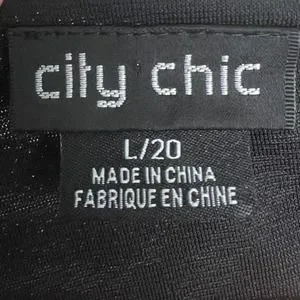 city chic
L/20
MADE IN CHINA
FABRIQUE EN CHINE